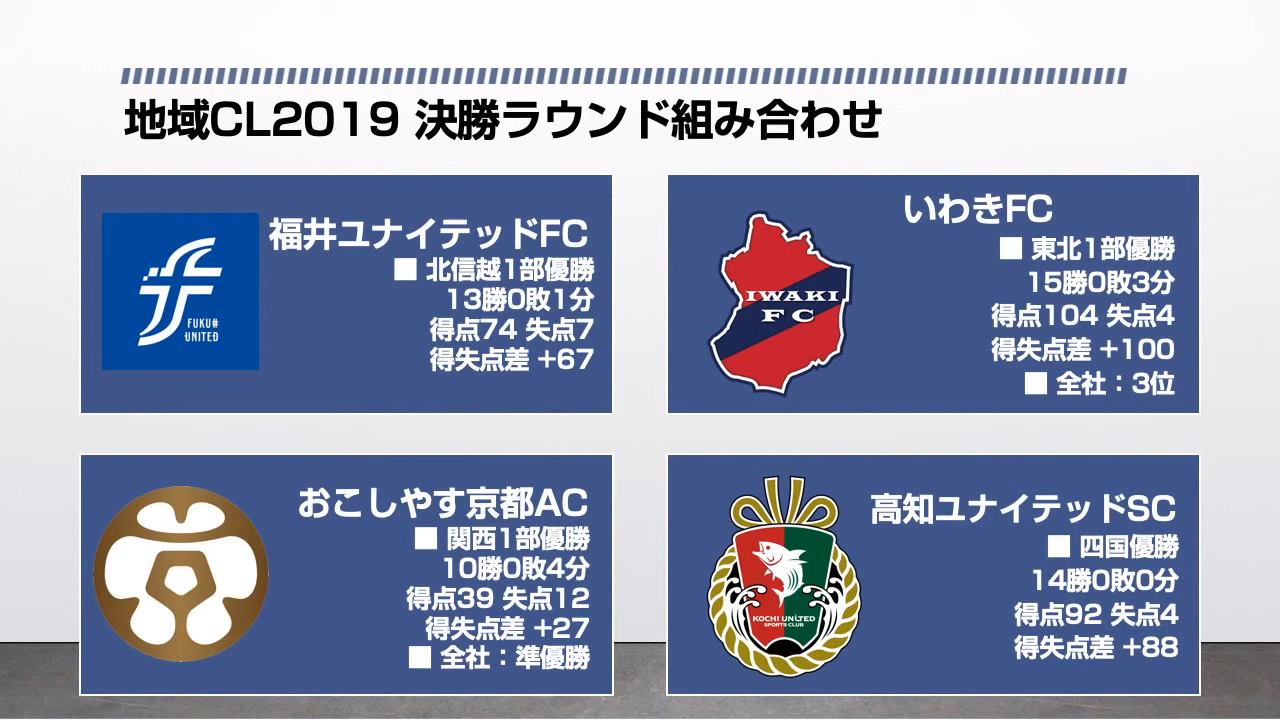 地域CL2019 決勝ラウンド組み合わせ
福井ユナイテッドFC
■ 北信越1部優勝
13勝0敗1分
得点74 失点7
得失点差 +67
FUKUI
UNITED
いわきFC
■ 東北1部優勝
15勝0敗3分
得点104 失点4
得失点差 +100
■ 全社：3位
IWAKI
FC
おこしやす京都AC
■ 関西1部優勝
10勝0敗4分
得点39 失点12
得失点差 +27
■ 全社：準優勝
高知ユナイテッドSC
■ 四国優勝
14勝0敗0分
得点92 失点4
得失点差 +88
KOCHI UNITED
SPORTS CLUB